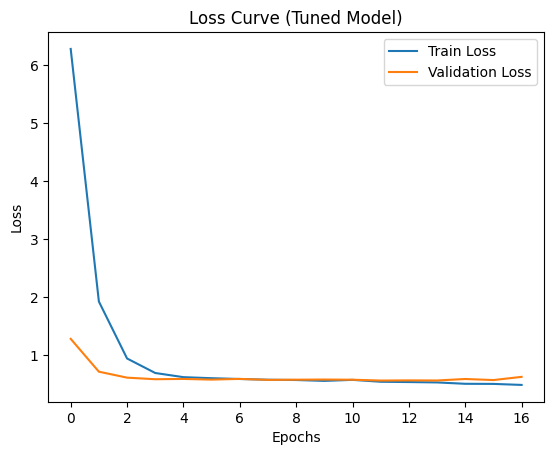 Loss Curve (Tuned Model)
Train Loss
Validation Loss
6
5
4
3
2
1
Loss
0 2 4 6 8 10 12 14 16
Epochs